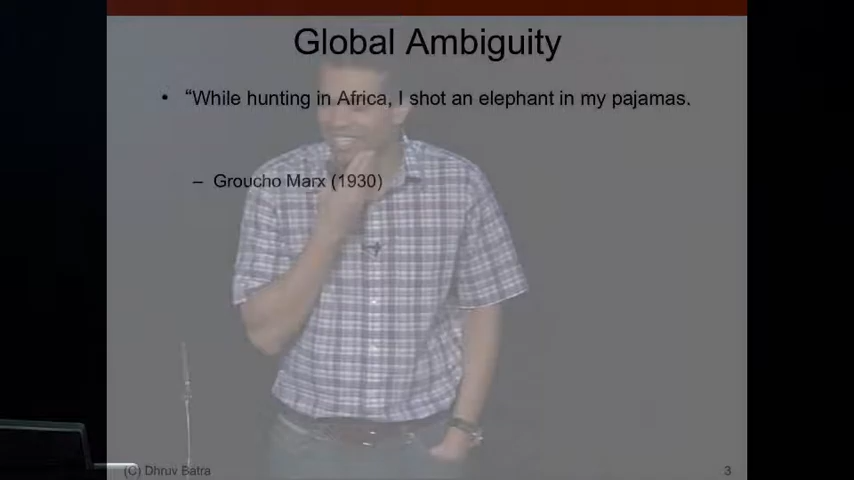 Global Ambiguity
• “While hunting in Africa, I shot an elephant in my pajamas.
– Groucho Marx (1930)
(C) Dhruv Batra
3